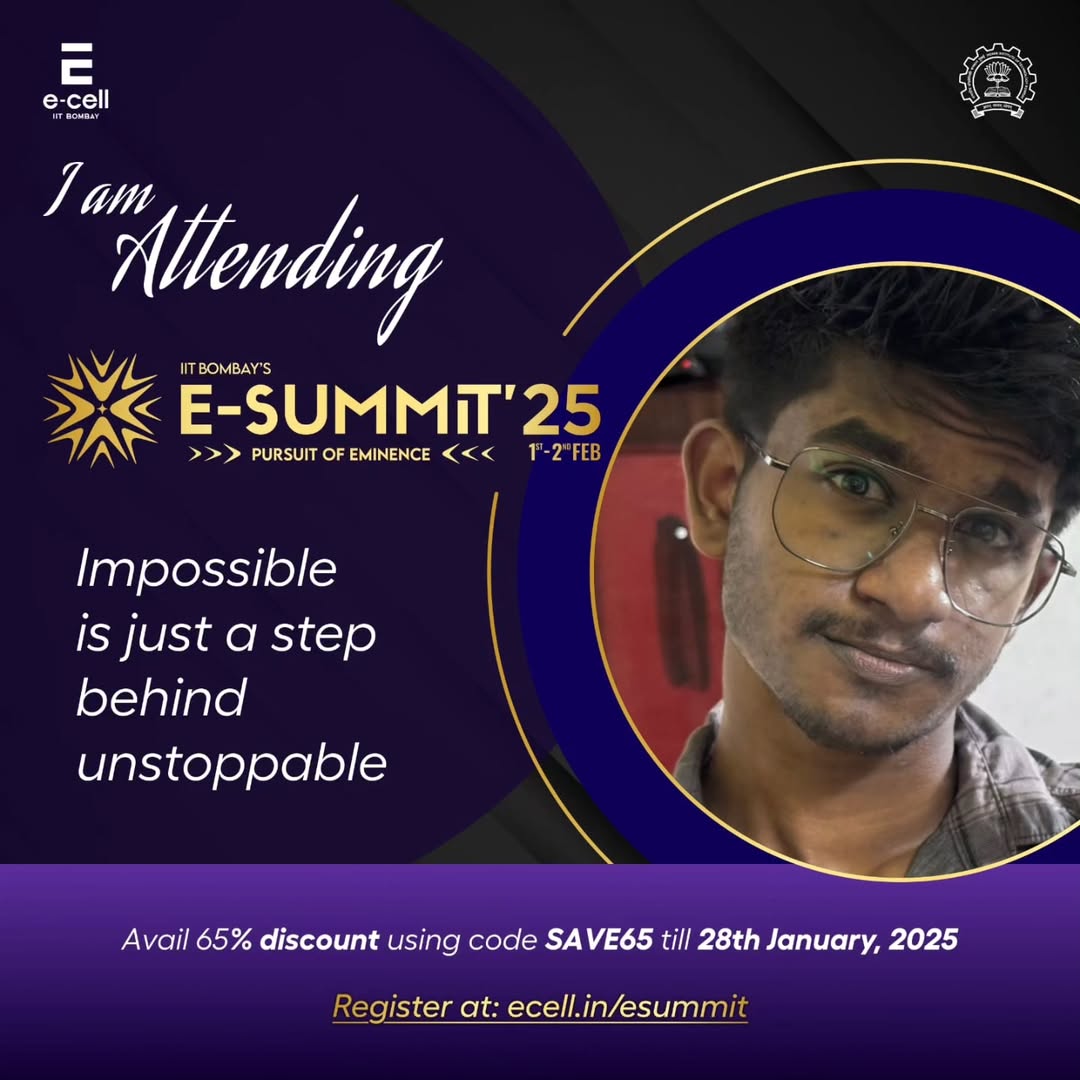 e-cell
IIT BOMBAY
I am
Attending
IIT BOMBAY'S
E-SUMMiT'25
>>> PURSUIT OF EMINENCE <<<
1ST-2ND FEB
Impossible
is just a step
behind
unstoppable
Avail 65% discount using code SAVE65 till 28th January, 2025
Register at: ecell.in/esummit